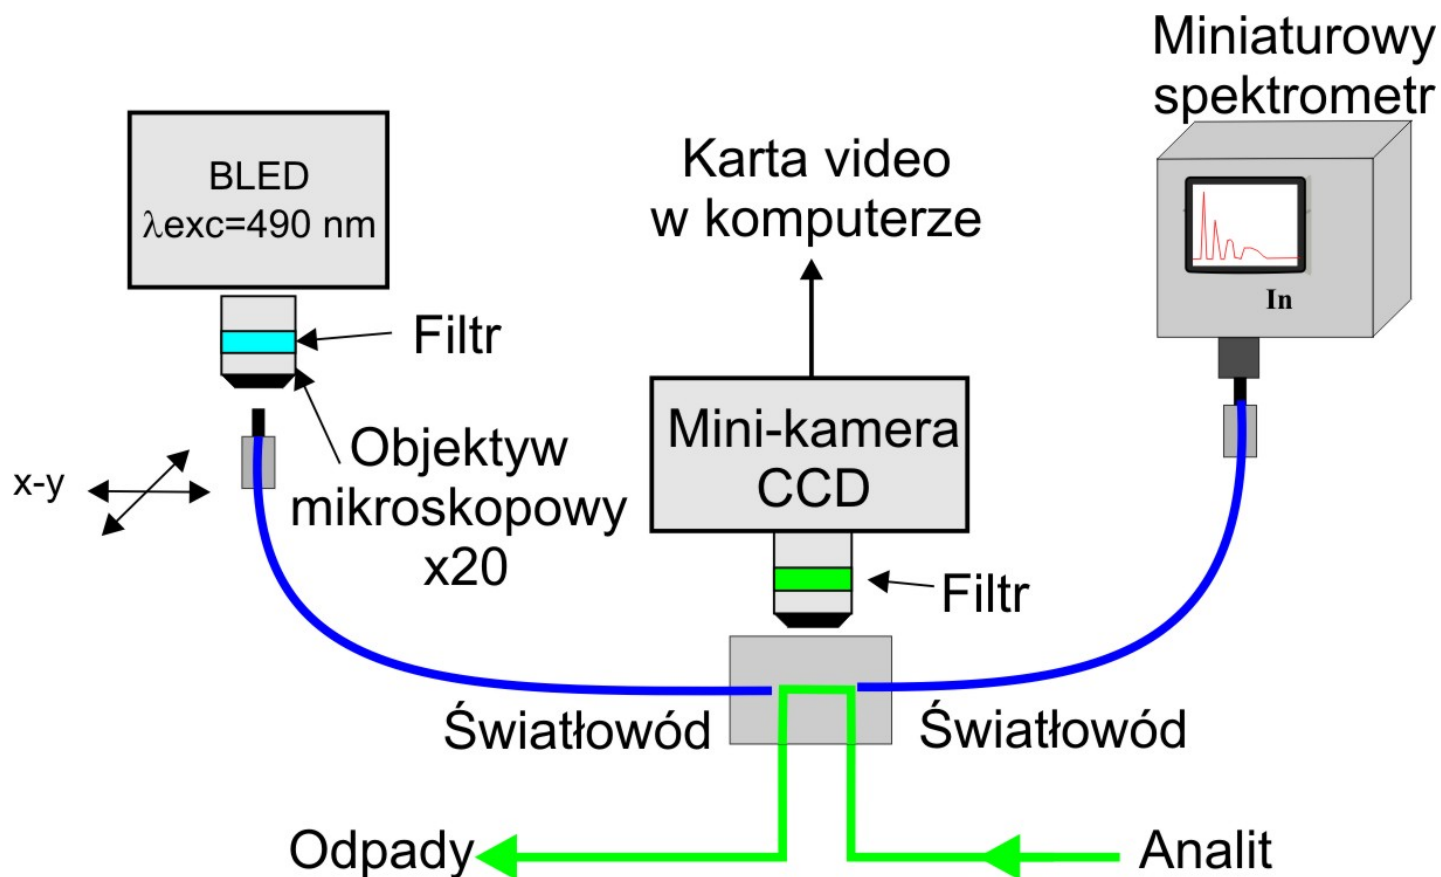 Miniaturowy
spektrometr
BLED
λexc=490 nm
Karta video
w komputerze
In
Filtr
Objektyw
mikroskopowy
x20
x-y
Mini-kamera
CCD
Filtr
Światłowód
Światłowód
Odpady
Analit